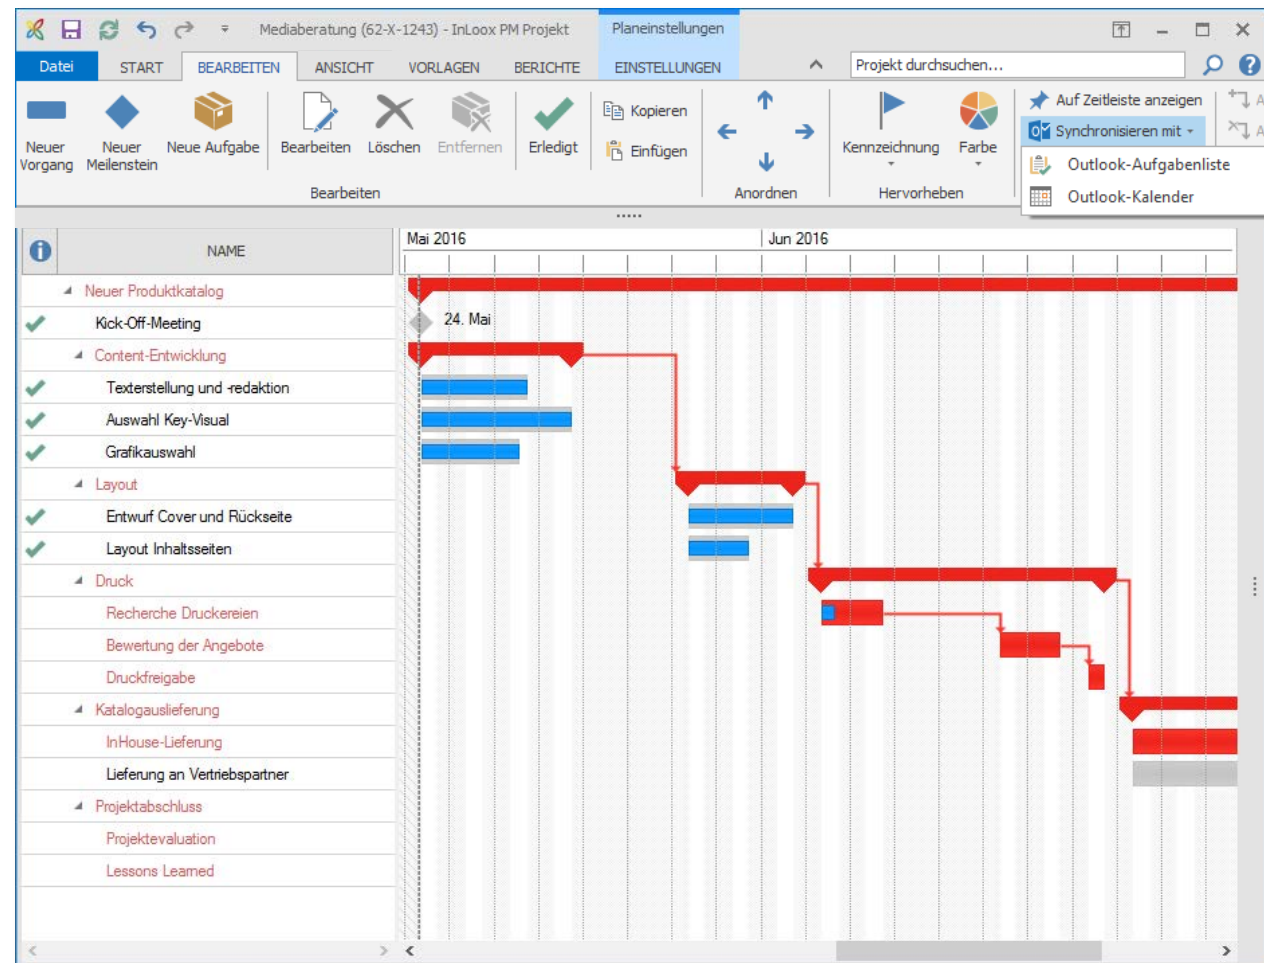 Mediaberatung (62-X-1243) - InLoox PM Projekt
Planeinstellungen
Datei START BEARBEITEN ANSICHT VORLAGEN BERICHTE EINSTELLUNGEN
Projekt durchsuchen...
Neuer Vorgang
Neuer Meilenstein
Neue Aufgabe
Bearbeiten
Löschen
Entfernen
Erledigt
Kopieren
Einfügen
Kennzeichnung
Farbe
Auf Zeitleiste anzeigen
Synchronisieren mit
Outlook-Aufgabenliste
Outlook-Kalender
Bearbeiten
Anordnen
Hervorheben
NAME
Mai 2016
Jun 2016
Neuer Produktkatalog
Kick-Off-Meeting
24. Mai
Content-Entwicklung
Texterstellung und -redaktion
Auswahl Key-Visual
Grafikauswahl
Layout
Entwurf Cover und Rückseite
Layout Inhaltsseiten
Druck
Recherche Druckereien
Bewertung der Angebote
Druckfreigabe
Katalogauslieferung
InHouse-Lieferung
Lieferung an Vertriebspartner
Projektabschluss
Projektevaluation
Lessons Learned